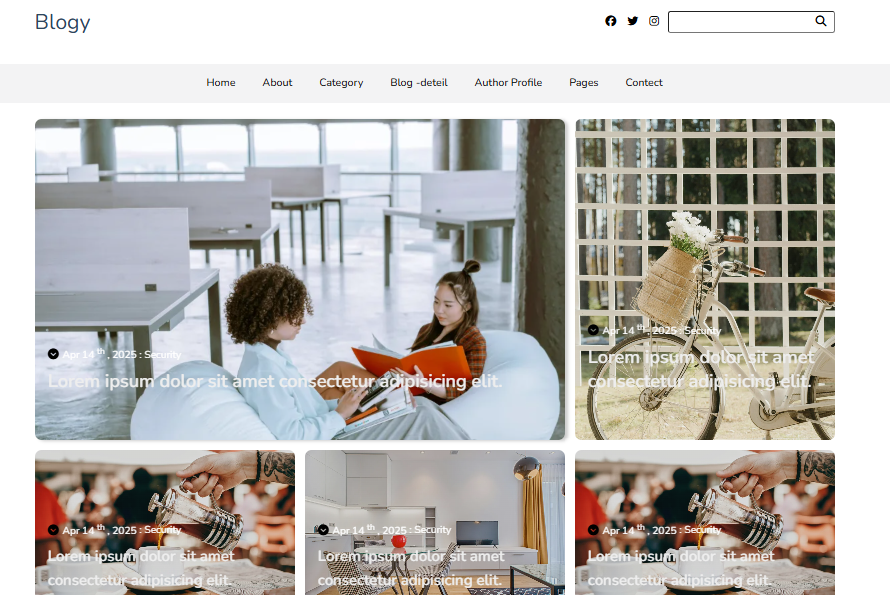 Blogy
Home About Category Blog -deteil Author Profile Pages Contect
Apr 14 th , 2025 : Security
Lorem ipsum dolor sit amet consectetur adipisicing elit.
Apr 14 th , 2025 : Security
Lorem ipsum dolor sit amet
consectetur adipisicing elit.
Apr 14 th , 2025 : Security
Lorem ipsum dolor sit amet
consectetur adipisicing elit.
Apr 14 th , 2025 : Security
Lorem ipsum dolor sit amet
consectetur adipisicing elit.
Apr 14 th , 2025 : Security
Lorem ipsum dolor sit amet
consectetur adipisicing elit.